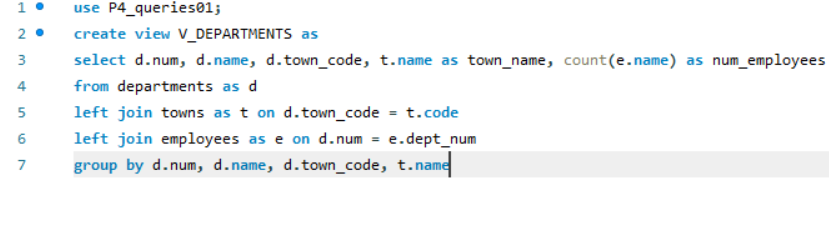 1 use P4_queries01;
2 create view V_DEPARTMENTS as
3 select d.num, d.name, d.town_code, t.name as town_name, count(e.name) as num_employees
4 from departments as d
5 left join towns as t on d.town_code = t.code
6 left join employees as e on d.num = e.dept_num
7 group by d.num, d.name, d.town_code, t.name